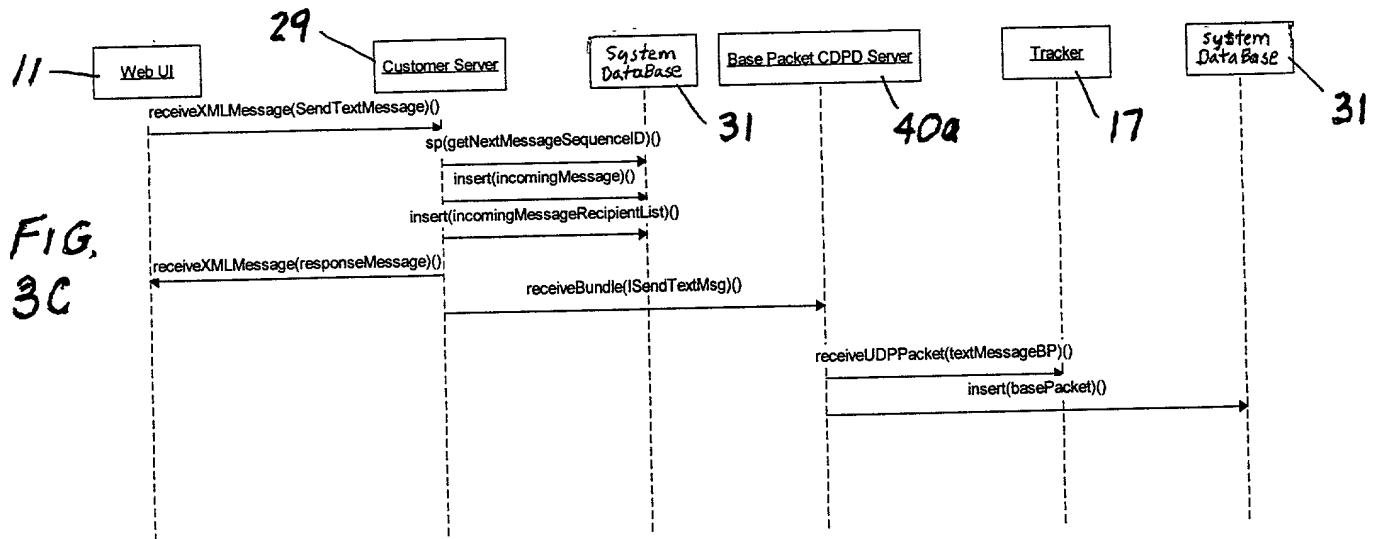 29
11
Web UI
Customer Server
System
DataBase
Base Packet CDPD Server
Tracker
System
DataBase
31
40a
17
31
receiveXMLMessage(SendTextMessage)()
sp(getNextMessageSequenceID)()
insert(incomingMessage)()
insert(incomingMessageRecipientList)()
FIG.
3C
receiveXMLMessage(responseMessage)()
receiveBundle(ISendTextMsg)()
receiveUDPPacket(textMessageBP)()
insert(basePacket)()